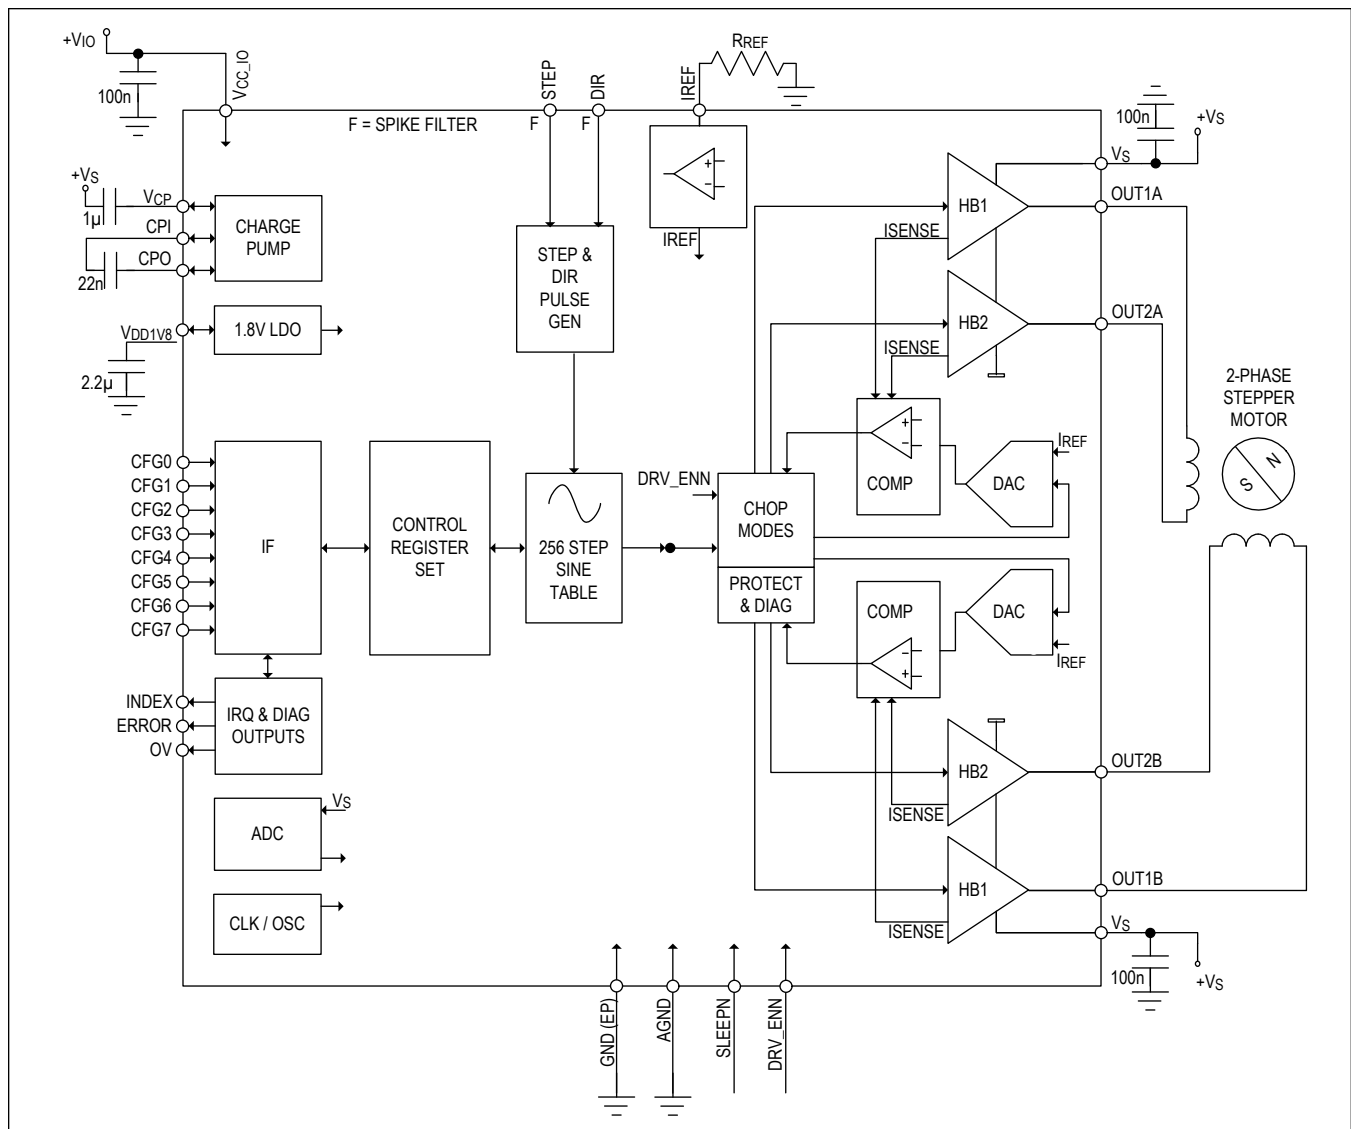 +VIO
100n
VCC_IO
STEP
DIR
F
F
F = SPIKE FILTER
IREF
RREF
IREF
100n
+VS
VS
OUT1A
+VS
1µ
VCP
CPI
CPO
22n
CHARGE
PUMP
VDD1V8
2.2µ
1.8V LDO
STEP &
DIR
PULSE
GEN
HB1
ISENSE
HB2
ISENSE
OUT2A
2-PHASE
STEPPER
MOTOR
S
N
CFG0
CFG1
CFG2
CFG3
CFG4
CFG5
CFG6
CFG7
IF
CONTROL
REGISTER
SET
256 STEP
SINE
TABLE
DRV_ENN
CHOP
MODES
PROTECT
& DIAG
COMP
DAC
IREF
COMP
DAC
IREF
INDEX
ERROR
OV
IRQ & DIAG
OUTPUTS
HB2
ISENSE
OUT2B
ADC
VS
CLK / OSC
HB1
ISENSE
OUT1B
VS
100n
+VS
GND (EP)
AGND
SLEEPN
DRV_ENN